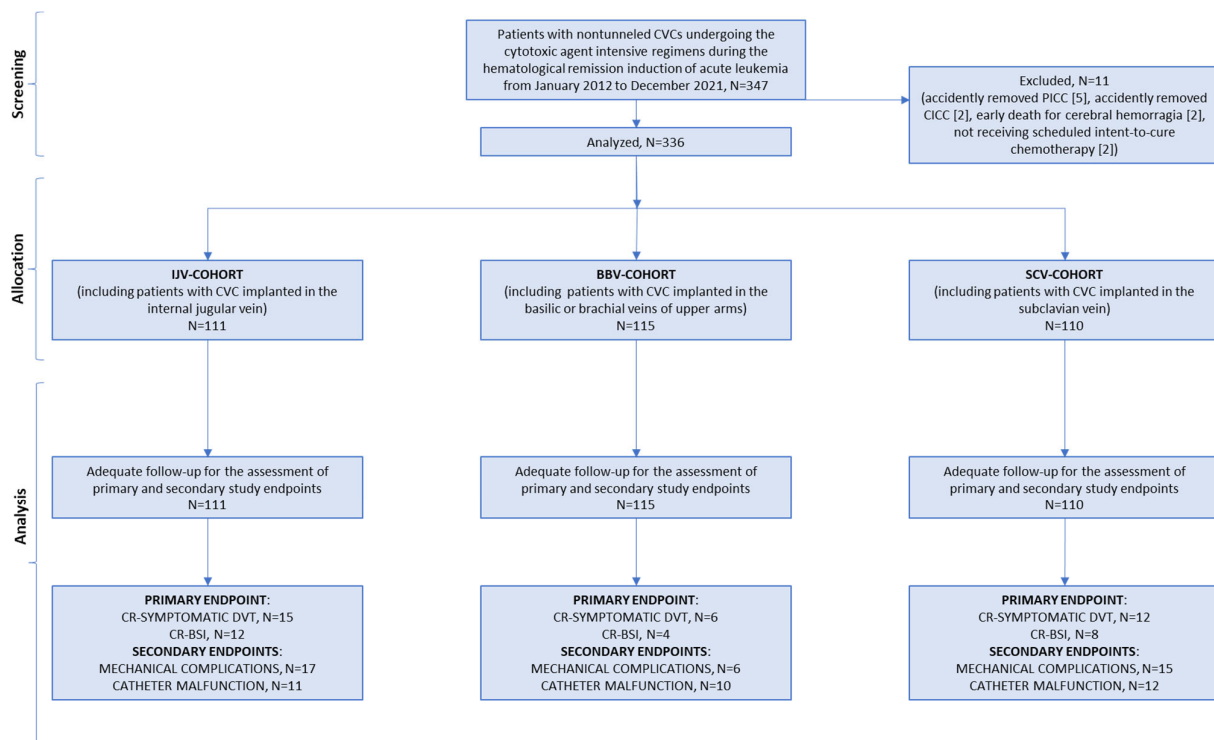 Screening
Patients with nontunneled CVCs undergoing the
cytotoxic agent intensive regimens during the
hematological remission induction of acute leukemia
from January 2012 to December 2021, N=347
Excluded, N=11
(accidently removed PICC [5], accidently removed
CICC [2], early death for cerebral hemorragia [2],
not receiving scheduled intent-to-cure
chemotherapy [2])
Analyzed, N=336
Allocation
IJV-COHORT
(including patients with CVC implanted in the
internal jugular vein)
N=111
BBV-COHORT
(including patients with CVC implanted in the
basilic or brachial veins of upper arms)
N=115
SCV-COHORT
(including patients with CVC implanted in the
subclavian vein)
N=110
Analysis
Adequate follow-up for the assessment of
primary and secondary study endpoints
N=111
Adequate follow-up for the assessment of
primary and secondary study endpoints
N=115
Adequate follow-up for the assessment of
primary and secondary study endpoints
N=110
PRIMARY ENDPOINT:
CR-SYMPTOMATIC DVT, N=15
CR-BSI, N=12
SECONDARY ENDPOINTS:
MECHANICAL COMPLICATIONS, N=17
CATHETER MALFUNCTION, N=11
PRIMARY ENDPOINT:
CR-SYMPTOMATIC DVT, N=6
CR-BSI, N=4
SECONDARY ENDPOINTS:
MECHANICAL COMPLICATIONS, N=6
CATHETER MALFUNCTION, N=10
PRIMARY ENDPOINT:
CR-SYMPTOMATIC DVT, N=12
CR-BSI, N=8
SECONDARY ENDPOINTS:
MECHANICAL COMPLICATIONS, N=15
CATHETER MALFUNCTION, N=12